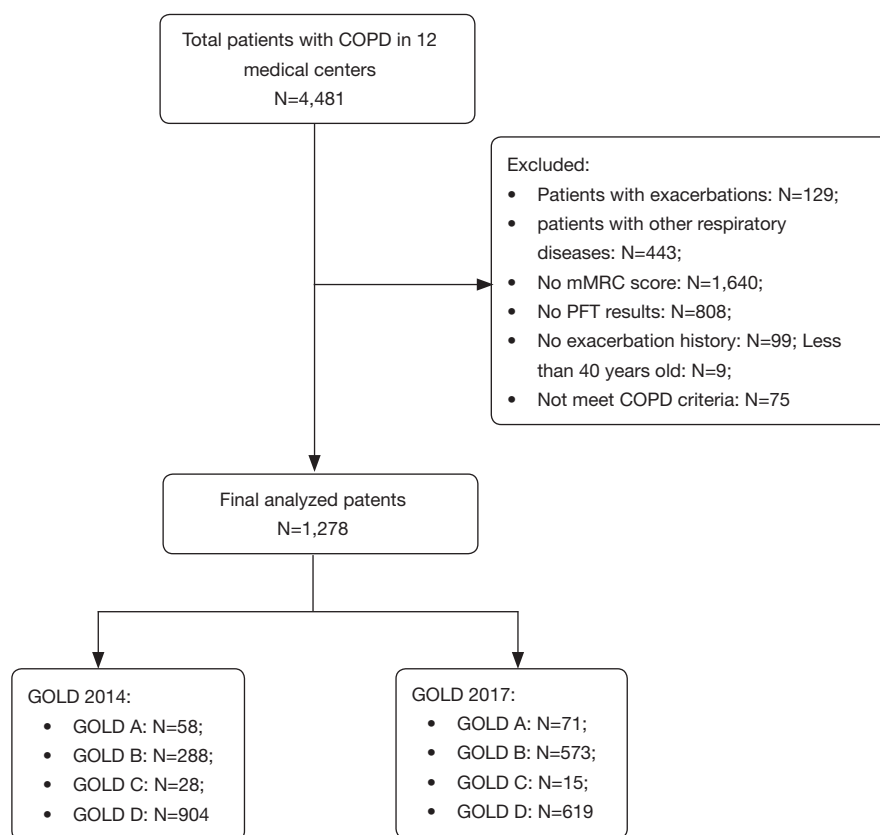 Total patients with COPD in 12
medical centers
N=4,481
Excluded:
• Patients with exacerbations: N=129;
• patients with other respiratory
diseases: N=443;
• No mMRC score: N=1,640;
• No PFT results: N=808;
• No exacerbation history: N=99; Less
than 40 years old: N=9;
• Not meet COPD criteria: N=75
Final analyzed patents
N=1,278
GOLD 2014:
• GOLD A: N=58;
• GOLD B: N=288;
• GOLD C: N=28;
• GOLD D: N=904
GOLD 2017:
• GOLD A: N=71;
• GOLD B: N=573;
• GOLD C: N=15;
• GOLD D: N=619